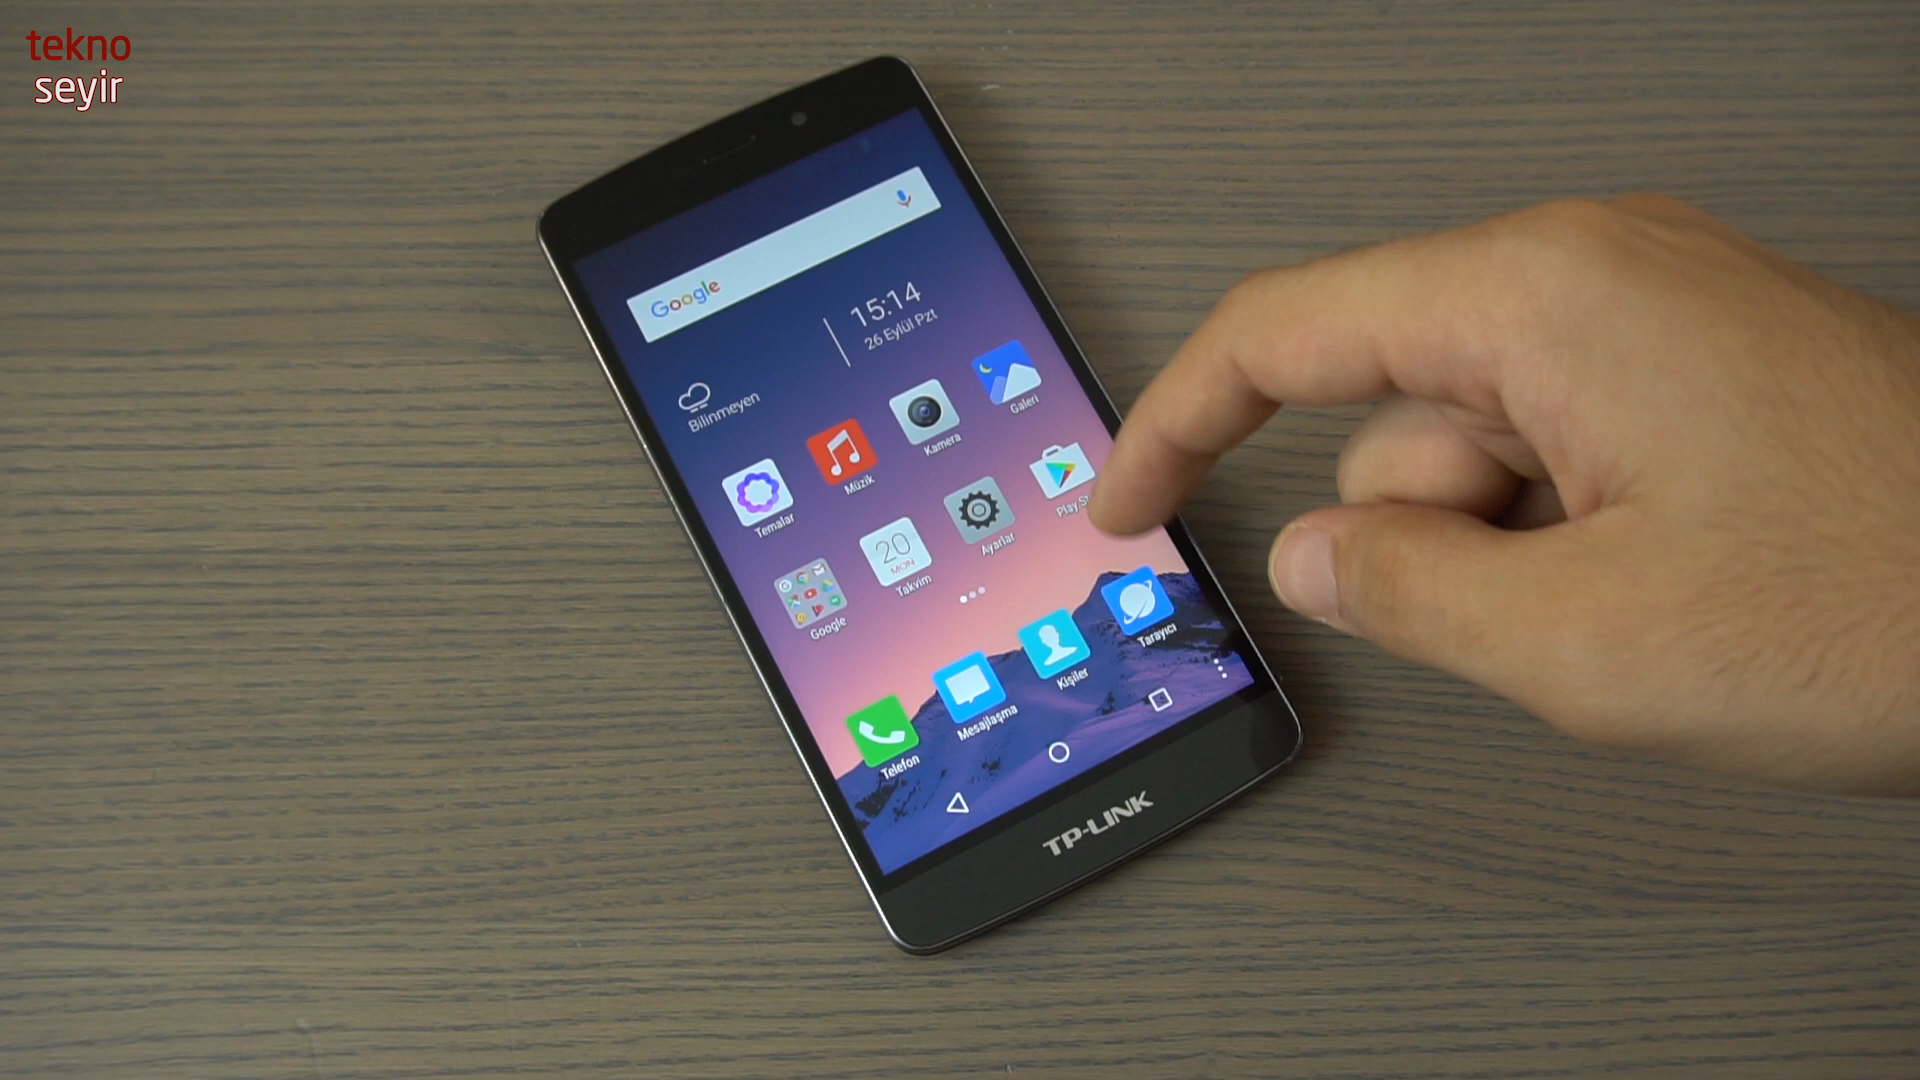 tekno
seyir
Google
15:14
26 Eylül Pzt
Bilinmeyen
Temalar
Müzik
Kamera
Galeri
Google
20
MON
Takvim
Ayarlar
Play
Telefon
Mesajlaşma
Kişiler
Tarayıcı
TP-LINK